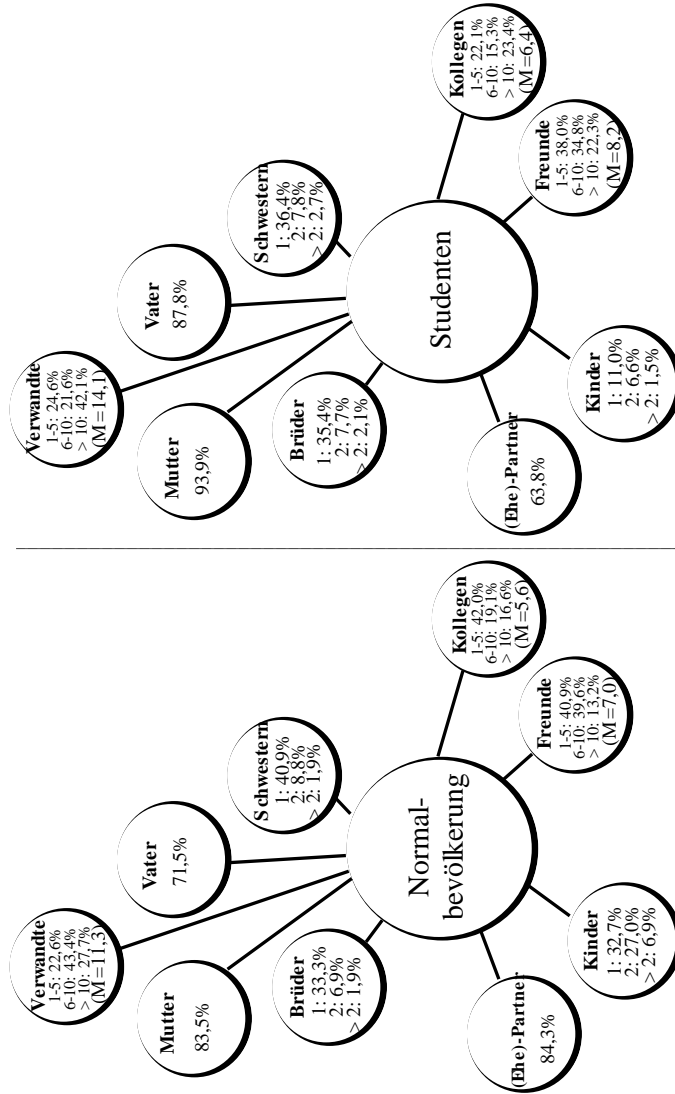 Verwandte
1-5: 22,6%
6-10: 43,4%
> 10: 27,7%
(M=11,3)
Mutter
83,5%
Vater
71,5%
Brüder
1: 33,3%
2: 6,9%
> 2: 1,9%
Schwestern
1: 40,9%
2: 8,8%
> 2: 1,9%
Normal-
bevölkerung
(Ehe)-Partner
84,3%
Kinder
1: 32,7%
2: 27,0%
> 2: 6,9%
Freunde
1-5: 40,9%
6-10: 39,6%
> 10: 13,2%
(M=7,0)
Kollegen
1-5: 42,0%
6-10: 19,1%
> 10: 16,6%
(M=5,6)
Verwandte
1-5: 24,6%
6-10: 21,6%
> 10: 42,1%
(M=14,1)
Mutter
93,9%
Vater
87,8%
Brüder
1: 35,4%
2: 7,7%
> 2: 2,1%
Schwestern
1: 36,4%
2: 7,8%
> 2: 2,7%
Studenten
(Ehe)-Partner
63,8%
Kinder
1: 11,0%
2: 6,6%
> 2: 1,5%
Freunde
1-5: 38,0%
6-10: 34,8%
> 10: 22,3%
(M=8,2)
Kollegen
1-5: 22,1%
6-10: 15,3%
> 10: 23,4%
(M=6,4)